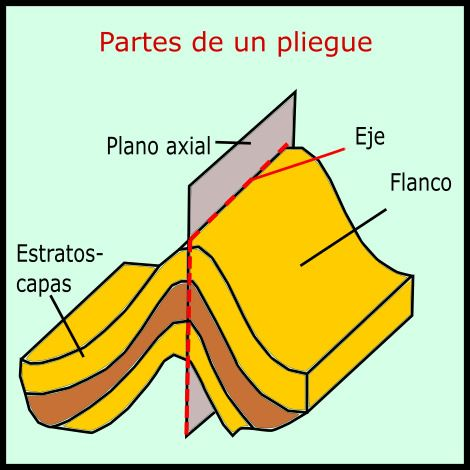 Partes de un pliegue
Plano axial
Eje
Flanco
Estratos-
capas